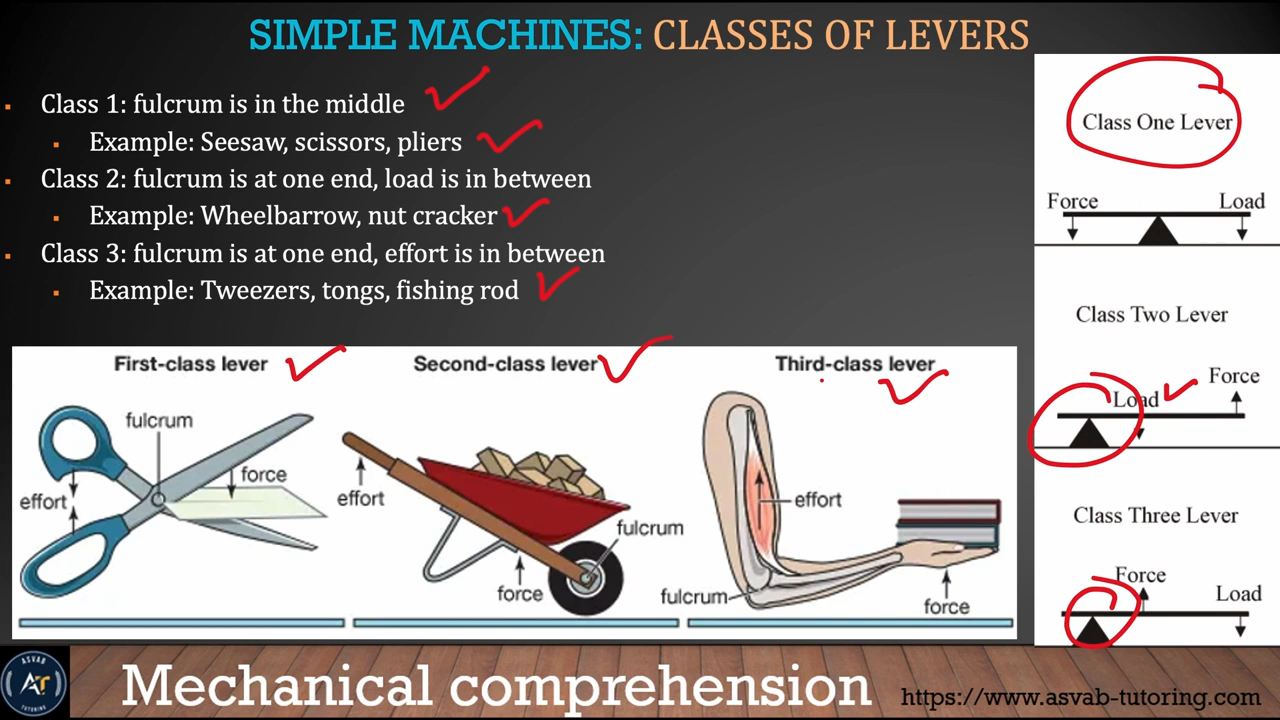 SIMPLE MACHINES: CLASSES OF LEVERS
▪ Class 1: fulcrum is in the middle
▪ Example: Seesaw, scissors, pliers
▪ Class 2: fulcrum is at one end, load is in between
▪ Example: Wheelbarrow, nut cracker
▪ Class 3: fulcrum is at one end, effort is in between
▪ Example: Tweezers, tongs, fishing rod
Class One Lever
Force Load
Class Two Lever
Load Force
Class Three Lever
Force Load
First-class lever
fulcrum
force
effort
Second-class lever
effort
fulcrum
force
Third-class lever
effort
fulcrum
force
ASVAB
AT
TUTORING
Mechanical comprehension
https://www.asvab-tutoring.com